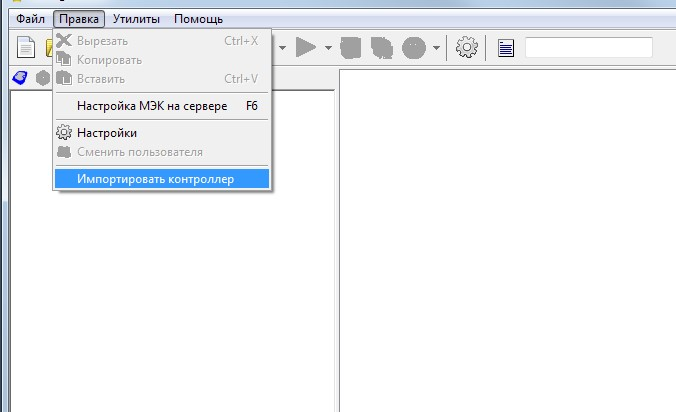 Файл Правка Утилиты Помощь
Вырезать Ctrl+X
Копировать
Вставить Ctrl+V
Настройка МЭК на сервере F6
Настройки
Сменить пользователя
Импортировать контроллер